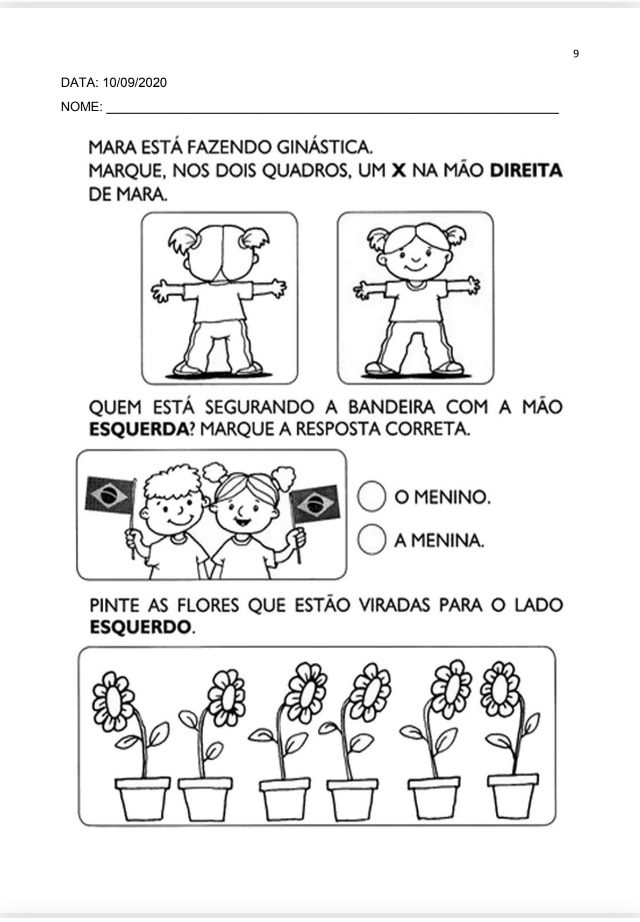 9
DATA: 10/09/2020
NOME: ________________________________________________________________
MARA ESTÁ FAZENDO GINÁSTICA.
MARQUE, NOS DOIS QUADROS, UM X NA MÃO DIREITA
DE MARA.
QUEM ESTÁ SEGURANDO A BANDEIRA COM A MÃO
ESQUERDA? MARQUE A RESPOSTA CORRETA.
O MENINO.
A MENINA.
PINTE AS FLORES QUE ESTÃO VIRADAS PARA O LADO
ESQUERDO.